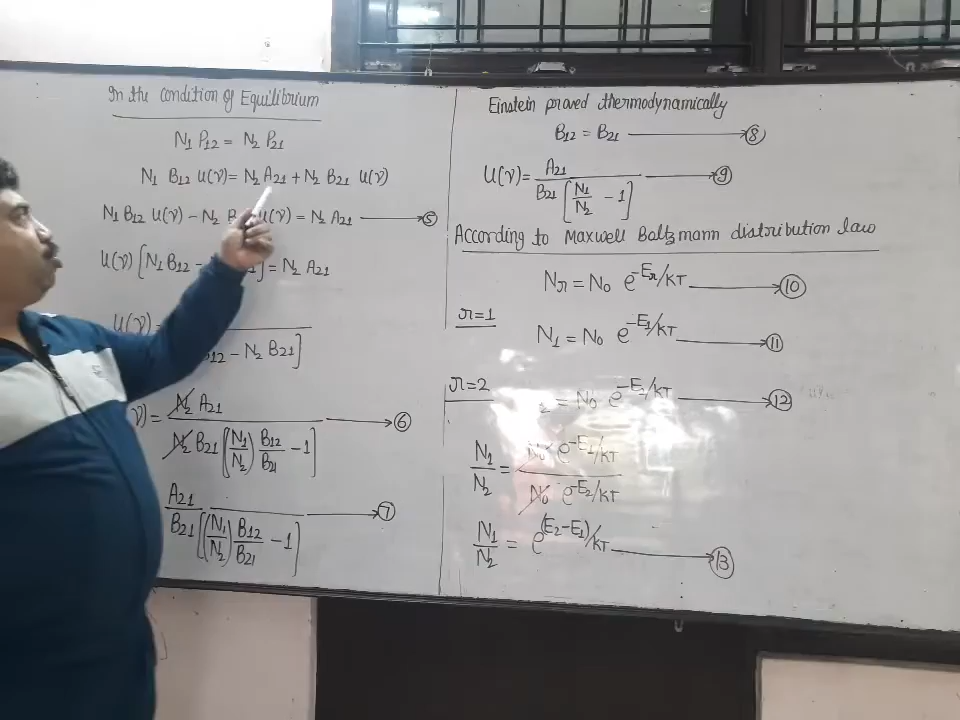 In the condition of Equilibrium
N1 P12 = N2 P21
N1 B12 u(ν) = N2 A21 + N2 B21 u(ν)
N1 B12 u(ν) − N2 B u(ν) = N2 A21 ⟶ ⑤
u(ν) [N1 B12 − ] = N2 A21
u(ν) =
B12 − N2 B21]
ν) = N2 A21 / N2 B21 [(N1/N2) B12/B21 − 1] ⟶ ⑥
A21 / B21 [(N1/N2) B12/B21 − 1] ⟶ ⑦
Einstein proved thermodynamically
B12 = B21 ⟶ ⑧
u(ν) = A21 / B21 [N1/N2 − 1] ⟶ ⑨
According to Maxwell Baltzmann distribution law
Nr = N0 e^−Er/KT ⟶ ⑩
r=1
N1 = N0 e^−E1/KT ⟶ ⑪
r=2
2 = N0 e^−E2/KT ⟶ ⑫
N1/N2 = N0 e^−E1/KT / N0 e^−E2/KT
N1/N2 = e^(E2−E1)/KT ⟶ ⑬